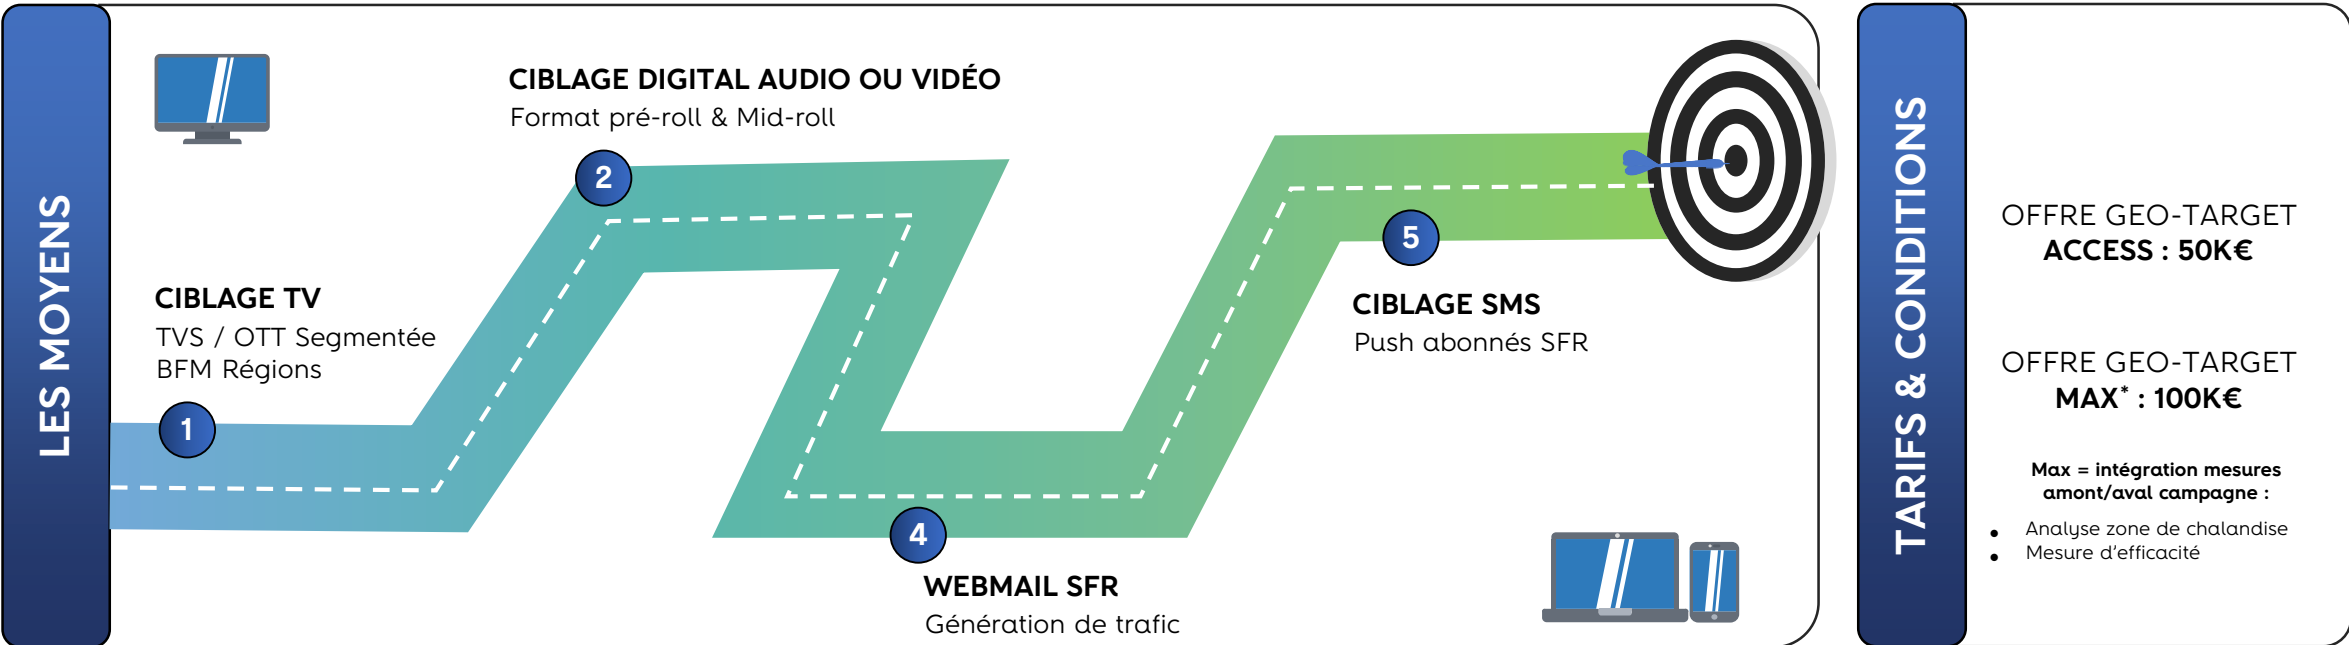 LES MOYENS
CIBLAGE TV
TVS / OTT Segmentée
BFM Régions
1
CIBLAGE DIGITAL AUDIO OU VIDÉO
Format pré-roll & Mid-roll
2
4
WEBMAIL SFR
Génération de trafic
5
CIBLAGE SMS
Push abonnés SFR
TARIFS & CONDITIONS
OFFRE GEO-TARGET
ACCESS : 50K€
OFFRE GEO-TARGET
MAX* : 100K€
Max = intégration mesures
amont/aval campagne :
• Analyse zone de chalandise
• Mesure d'efficacité